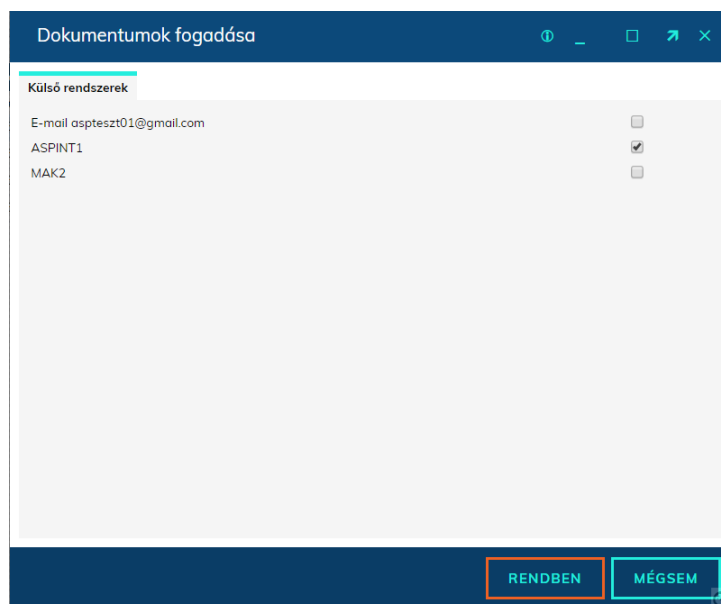 Dokumentumok fogadása
Külső rendszerek
E-mail aspteszt01@gmail.com
ASPINT1
MAK2
RENDBEN MÉGSEM